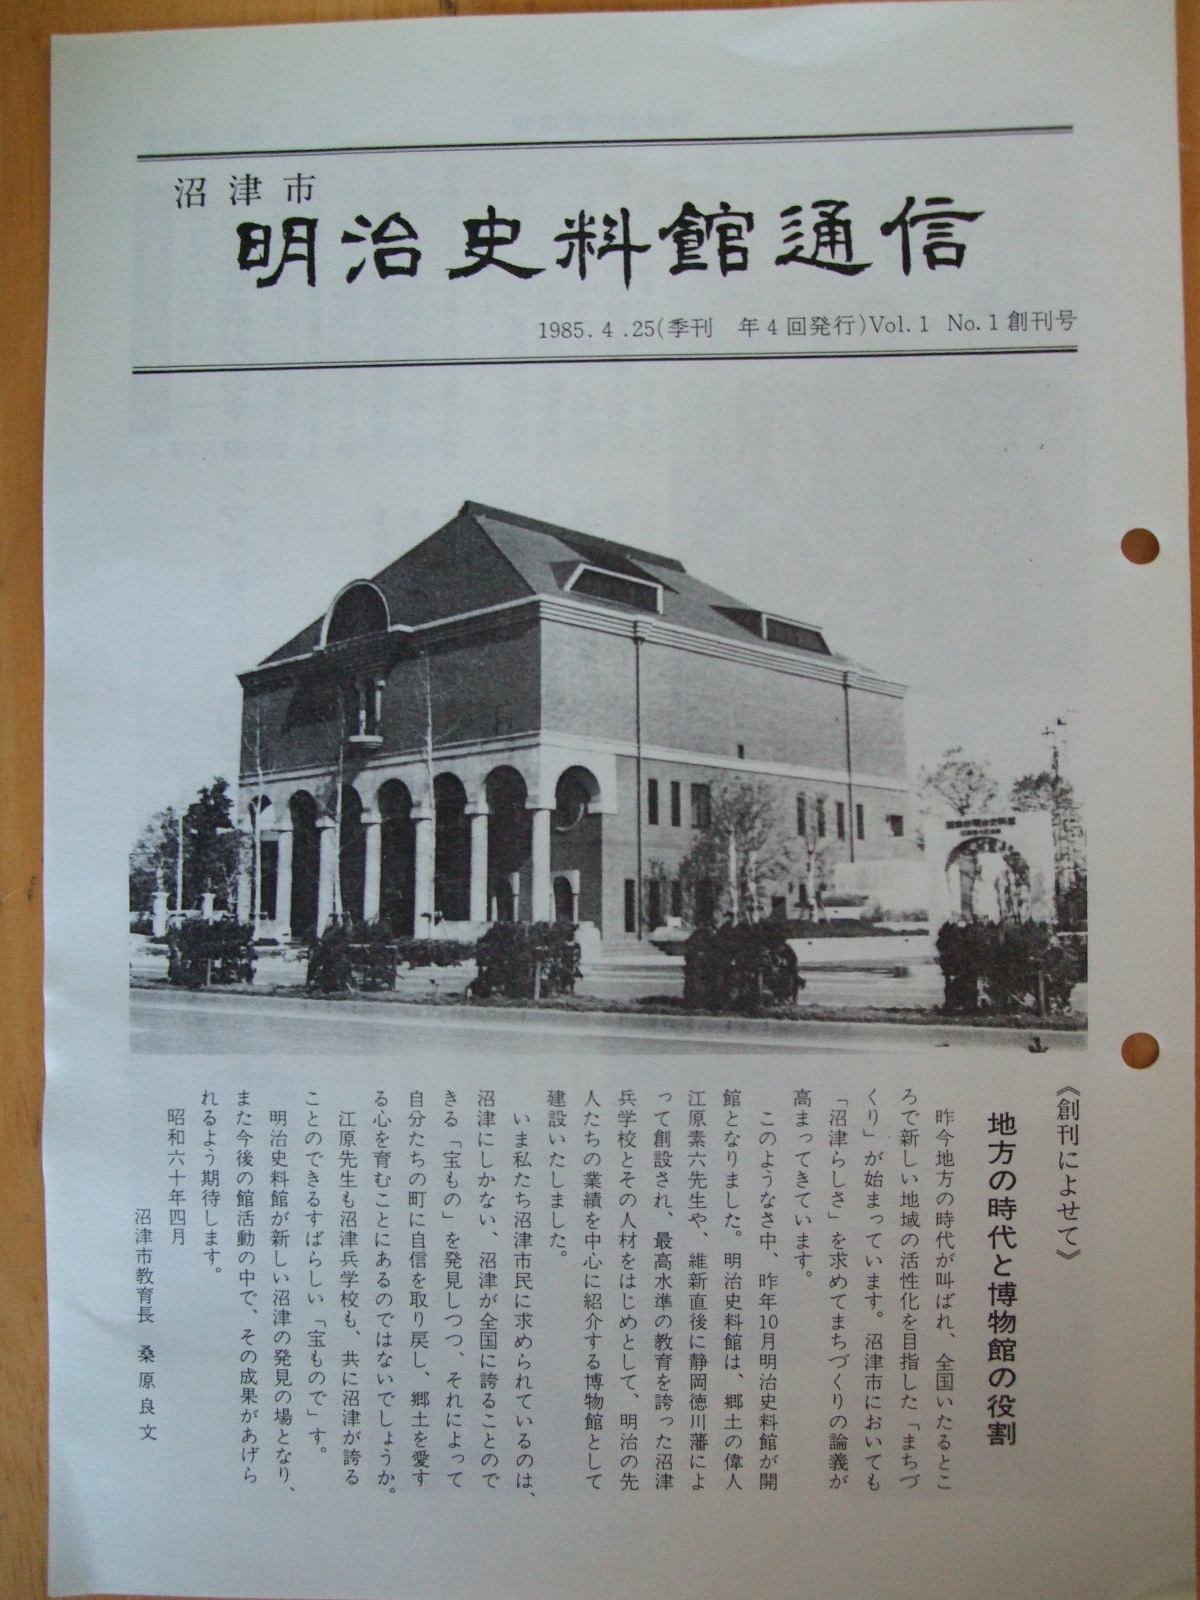 沼津市
明治史料館通信
1985.4.25(季刊　年4回発行)Vol.1 No.1創刊号
《創刊によせて》
地方の時代と博物館の役割
昨今地方の時代が叫ばれ、全国いたるとこ
ろで新しい地域の活性化を目指した「まちづ
くり」が始まっています。沼津市においても
「沼津らしさ」を求めてまちづくりの論義が
高まってきています。
このようなさ中、昨年10月明治史料館が開
館となりました。明治史料館は、郷土の偉人
江原素六先生や、維新直後に静岡徳川藩によ
って創設され、最高水準の教育を誇った沼津
兵学校とその人材をはじめとして、明治の先
人たちの業績を中心に紹介する博物館として
建設いたしました。
いま私たち沼津市民に求められているのは、
沼津にしかない、沼津が全国に誇ることので
きる「宝もの」を発見しつつ、それによって
自分たちの町に自信を取り戻し、郷土を愛す
る心を育むことにあるのではないでしょうか。
江原先生も沼津兵学校も、共に沼津が誇る
ことのできるすばらしい「宝もので」す。
明治史料館が新しい沼津の発見の場となり、
また今後の館活動の中で、その成果があげら
れるよう期待します。
昭和六十年四月
沼津市教育長　桑原良文